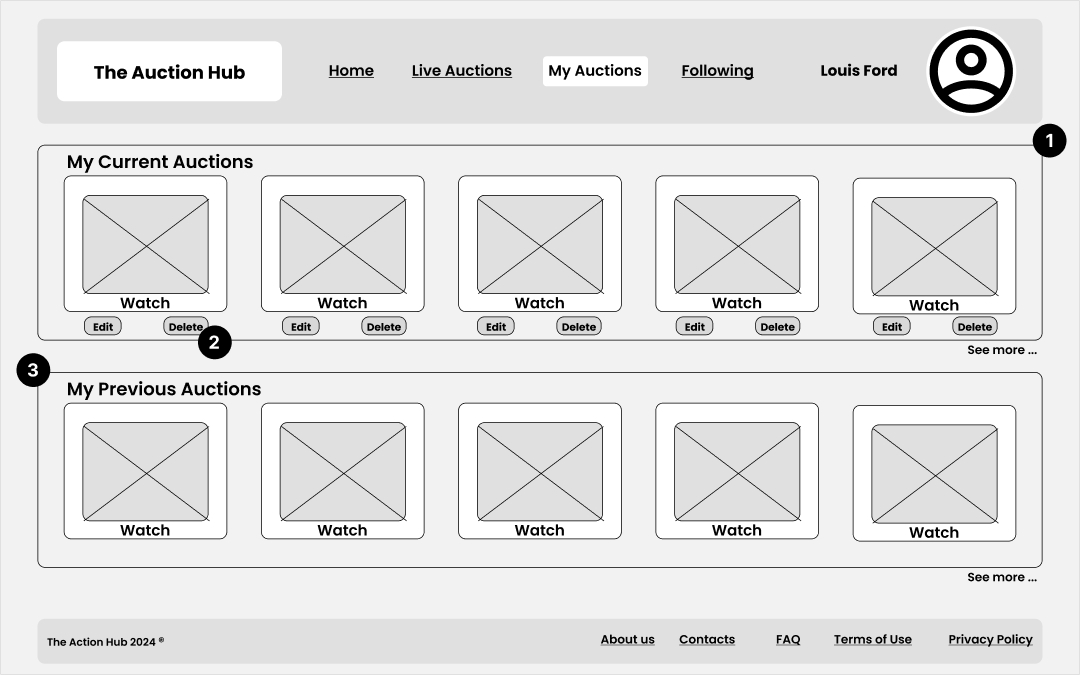 The Auction Hub
Home Live Auctions My Auctions Following Louis Ford
1
My Current Auctions
Watch Watch Watch Watch Watch
Edit Delete Edit Delete Edit Delete Edit Delete Edit Delete
2
See more ...
3
My Previous Auctions
Watch Watch Watch Watch Watch
See more ...
The Action Hub 2024 ® About us Contacts FAQ Terms of Use Privacy Policy